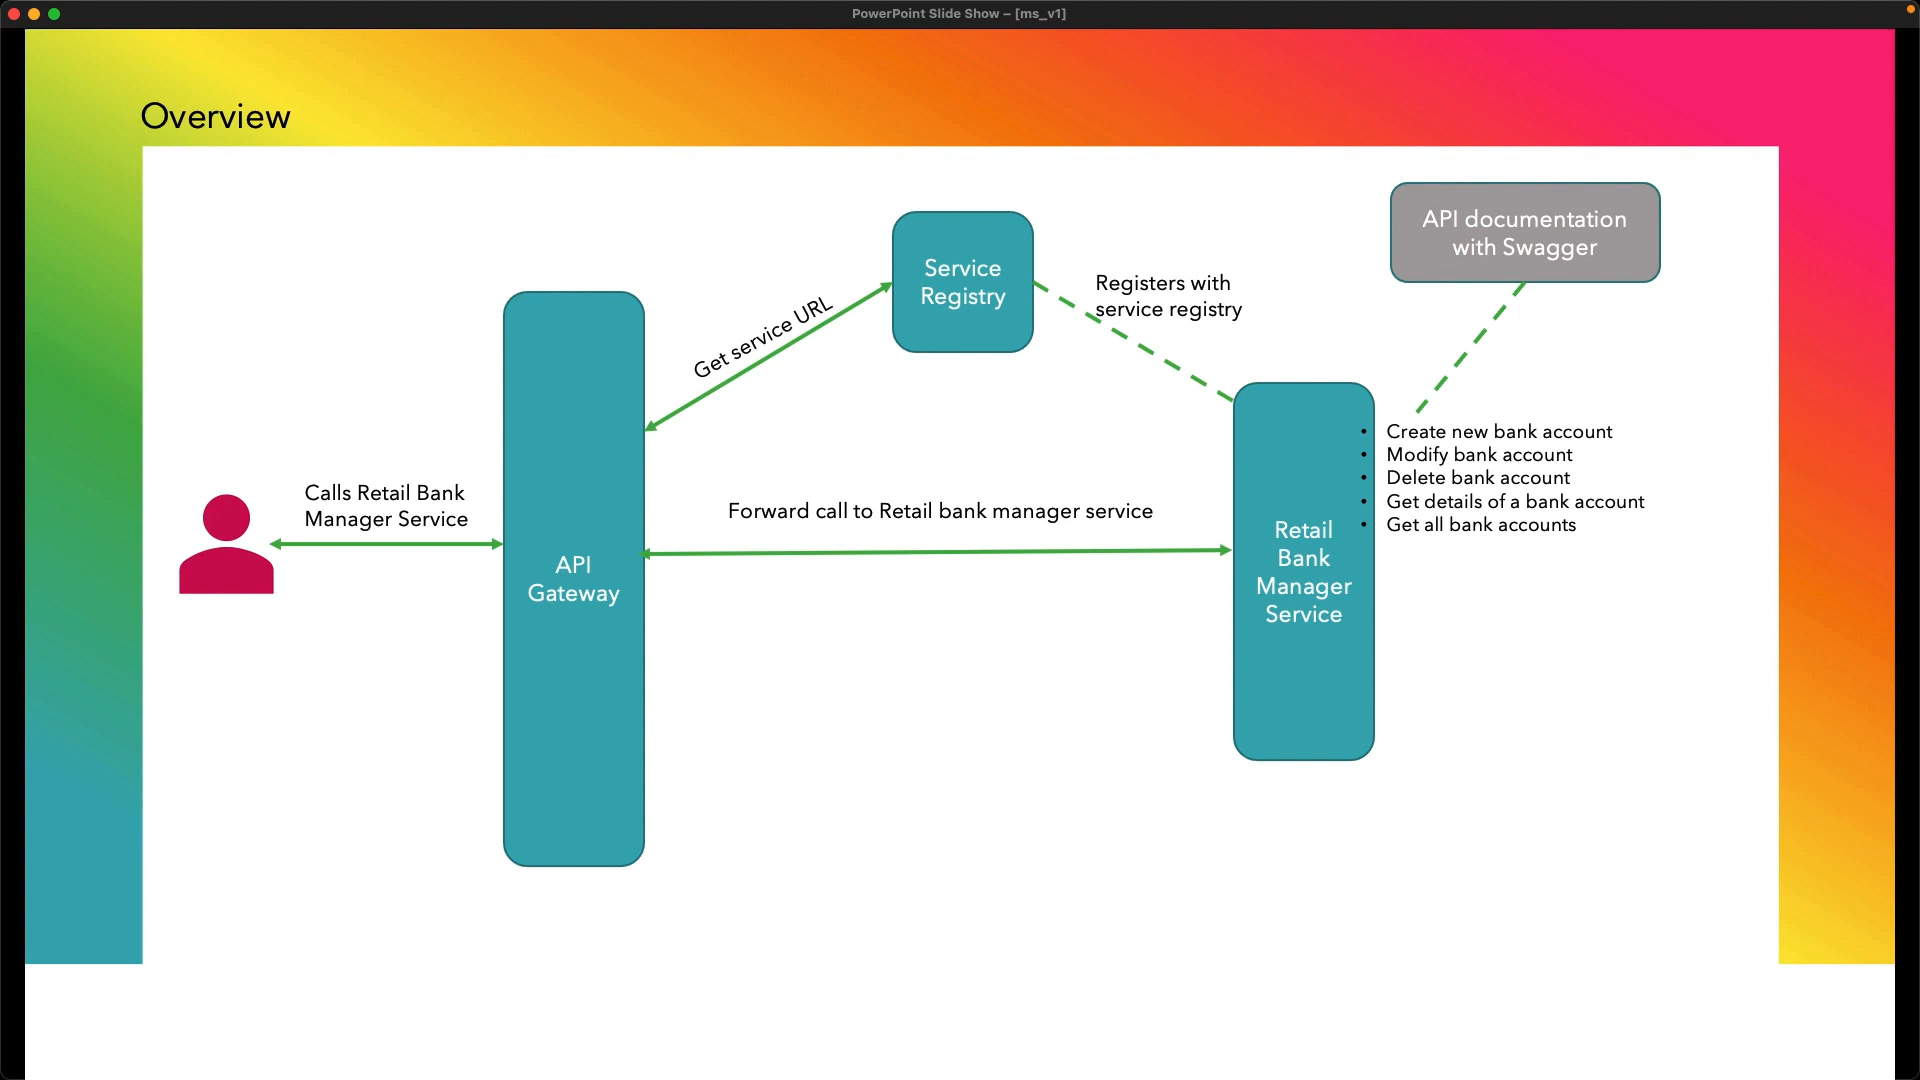 PowerPoint Slide Show – [ms_v1]
Overview
API documentation
with Swagger
Service
Registry
Registers with
service registry
Get service URL
• Create new bank account
• Modify bank account
• Delete bank account
• Get details of a bank account
• Get all bank accounts
Calls Retail Bank
Manager Service
Forward call to Retail bank manager service
API
Gateway
Retail
Bank
Manager
Service